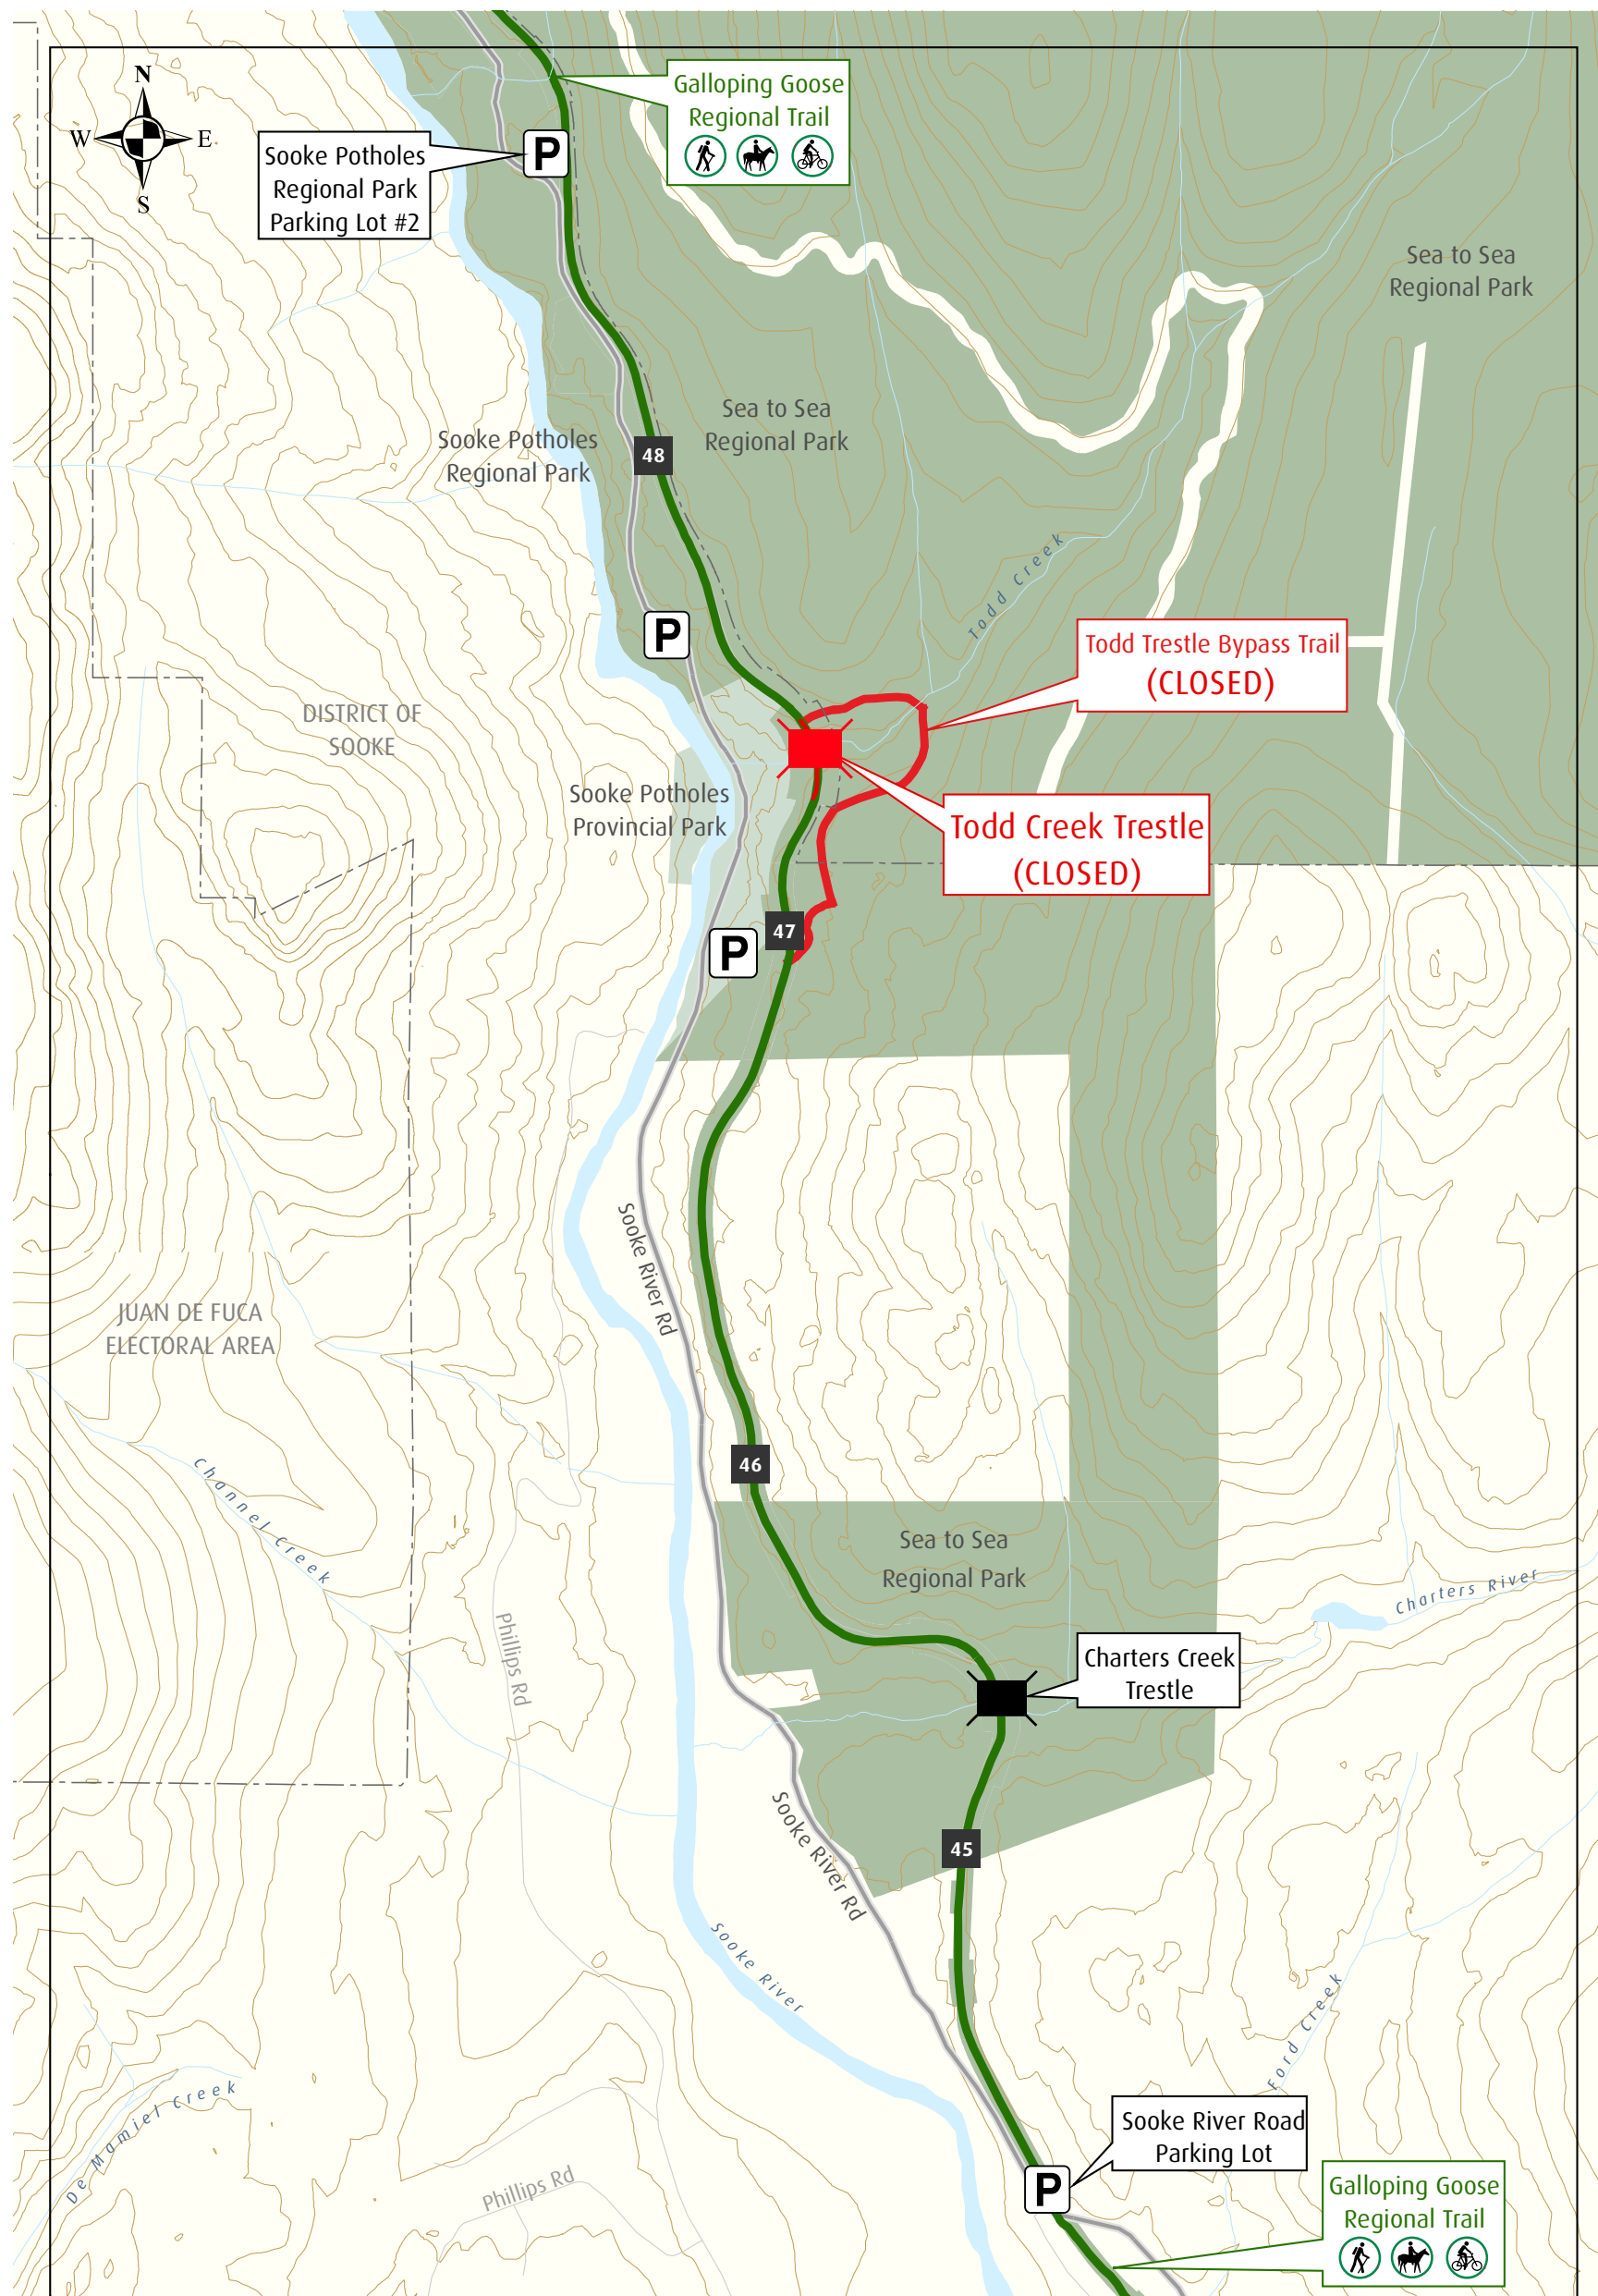 N
W
E
S
Galloping Goose
Regional Trail
Sooke Potholes
Regional Park
Parking Lot #2
P
Sea to Sea
Regional Park
Sea to Sea
Regional Park
Sooke Potholes
Regional Park
48
Todd Creek
P
Todd Trestle Bypass Trail
(CLOSED)
DISTRICT OF
SOOKE
Sooke Potholes
Provincial Park
Todd Creek Trestle
(CLOSED)
47
P
Sooke River Rd
JUAN DE FUCA
ELECTORAL AREA
46
Channel Creek
Sea to Sea
Regional Park
Charters River
Phillips Rd
Charters Creek
Trestle
Sooke River Rd
45
Sooke River
Ford Creek
De Mamiel Creek
Sooke River Road
Parking Lot
P
Phillips Rd
Galloping Goose
Regional Trail